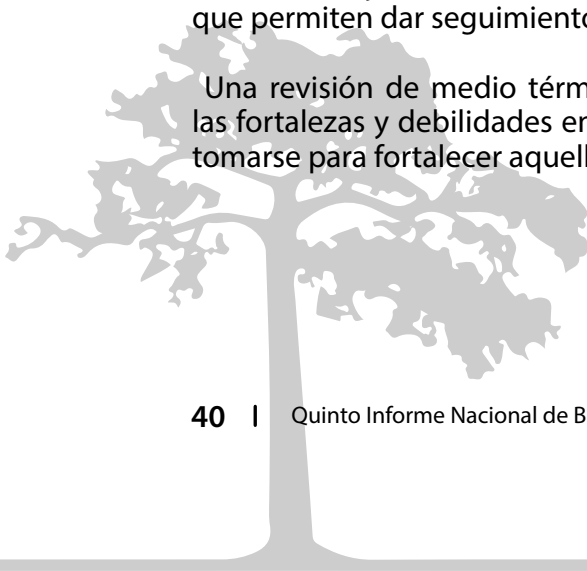 que permiten dar seguimiento
Una revisión de medio térm
las fortalezas y debilidades en
tomarse para fortalecer aquell
40 | Quinto Informe Nacional de B